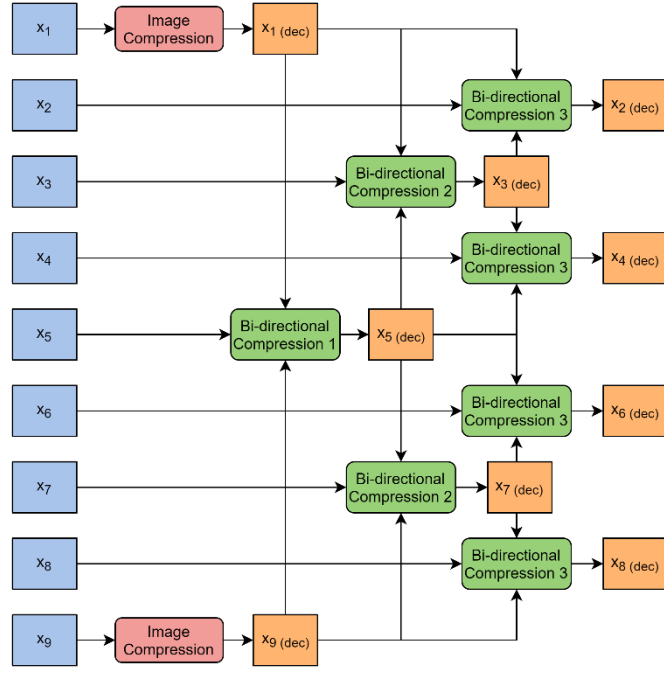 x1
Image
Compression
x1 (dec)
x2
Bi-directional
Compression 3
x2 (dec)
x3
Bi-directional
Compression 2
x3 (dec)
x4
Bi-directional
Compression 3
x4 (dec)
x5
Bi-directional
Compression 1
x5 (dec)
x6
Bi-directional
Compression 3
x6 (dec)
x7
Bi-directional
Compression 2
x7 (dec)
x8
Bi-directional
Compression 3
x8 (dec)
x9
Image
Compression
x9 (dec)